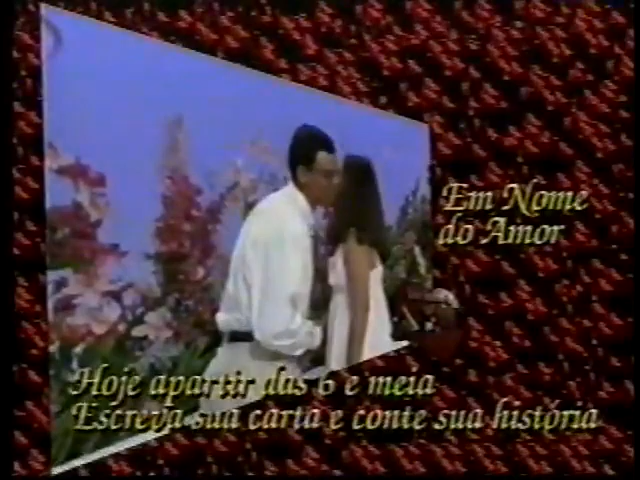 Em Nome
do Amor
Hoje apartir das 6 e meia
Escreva sua carta e conte sua história